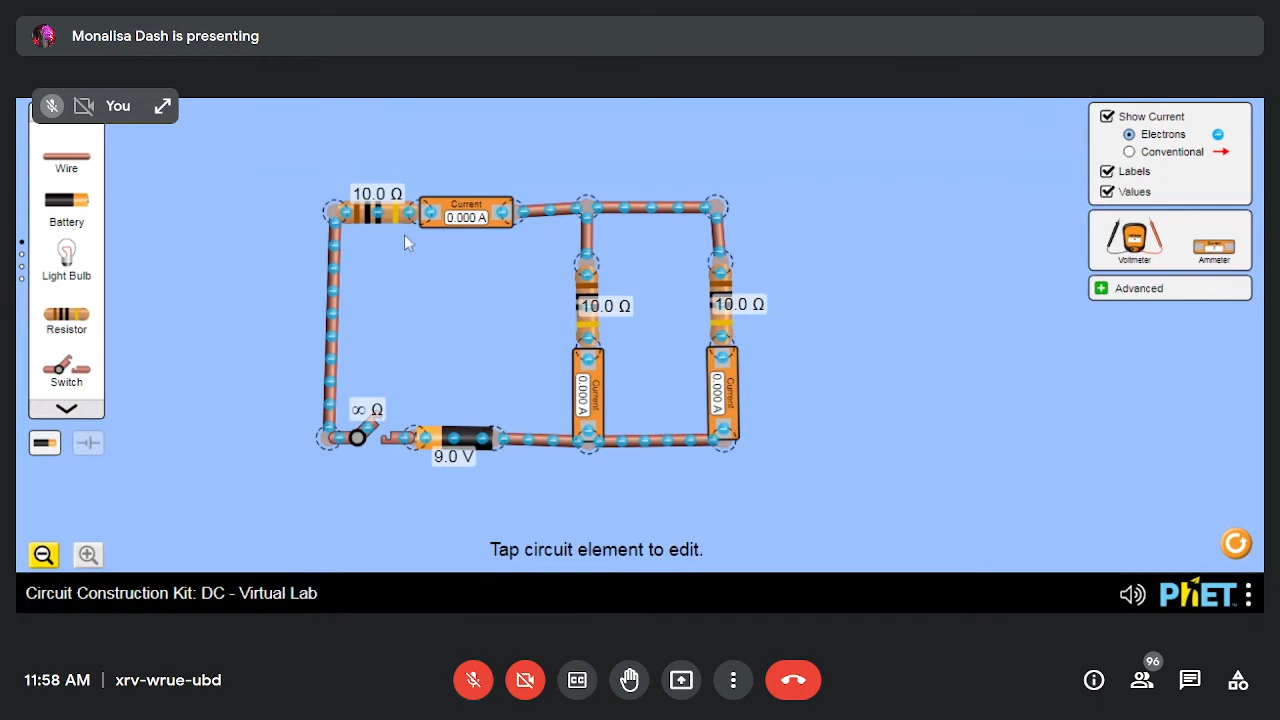 Monalisa Dash is presenting
You
Wire
Battery
Light Bulb
Resistor
Switch
10.0 Ω
Current
0.000 A
10.0 Ω
10.0 Ω
Current
0.000 A
Current
0.000 A
∞ Ω
9.0 V
Show Current
Electrons
Conventional
Labels
Values
Voltmeter
Ammeter
Advanced
Tap circuit element to edit.
Circuit Construction Kit: DC - Virtual Lab
PhET
11:58 AM | xrv-wrue-ubd
96